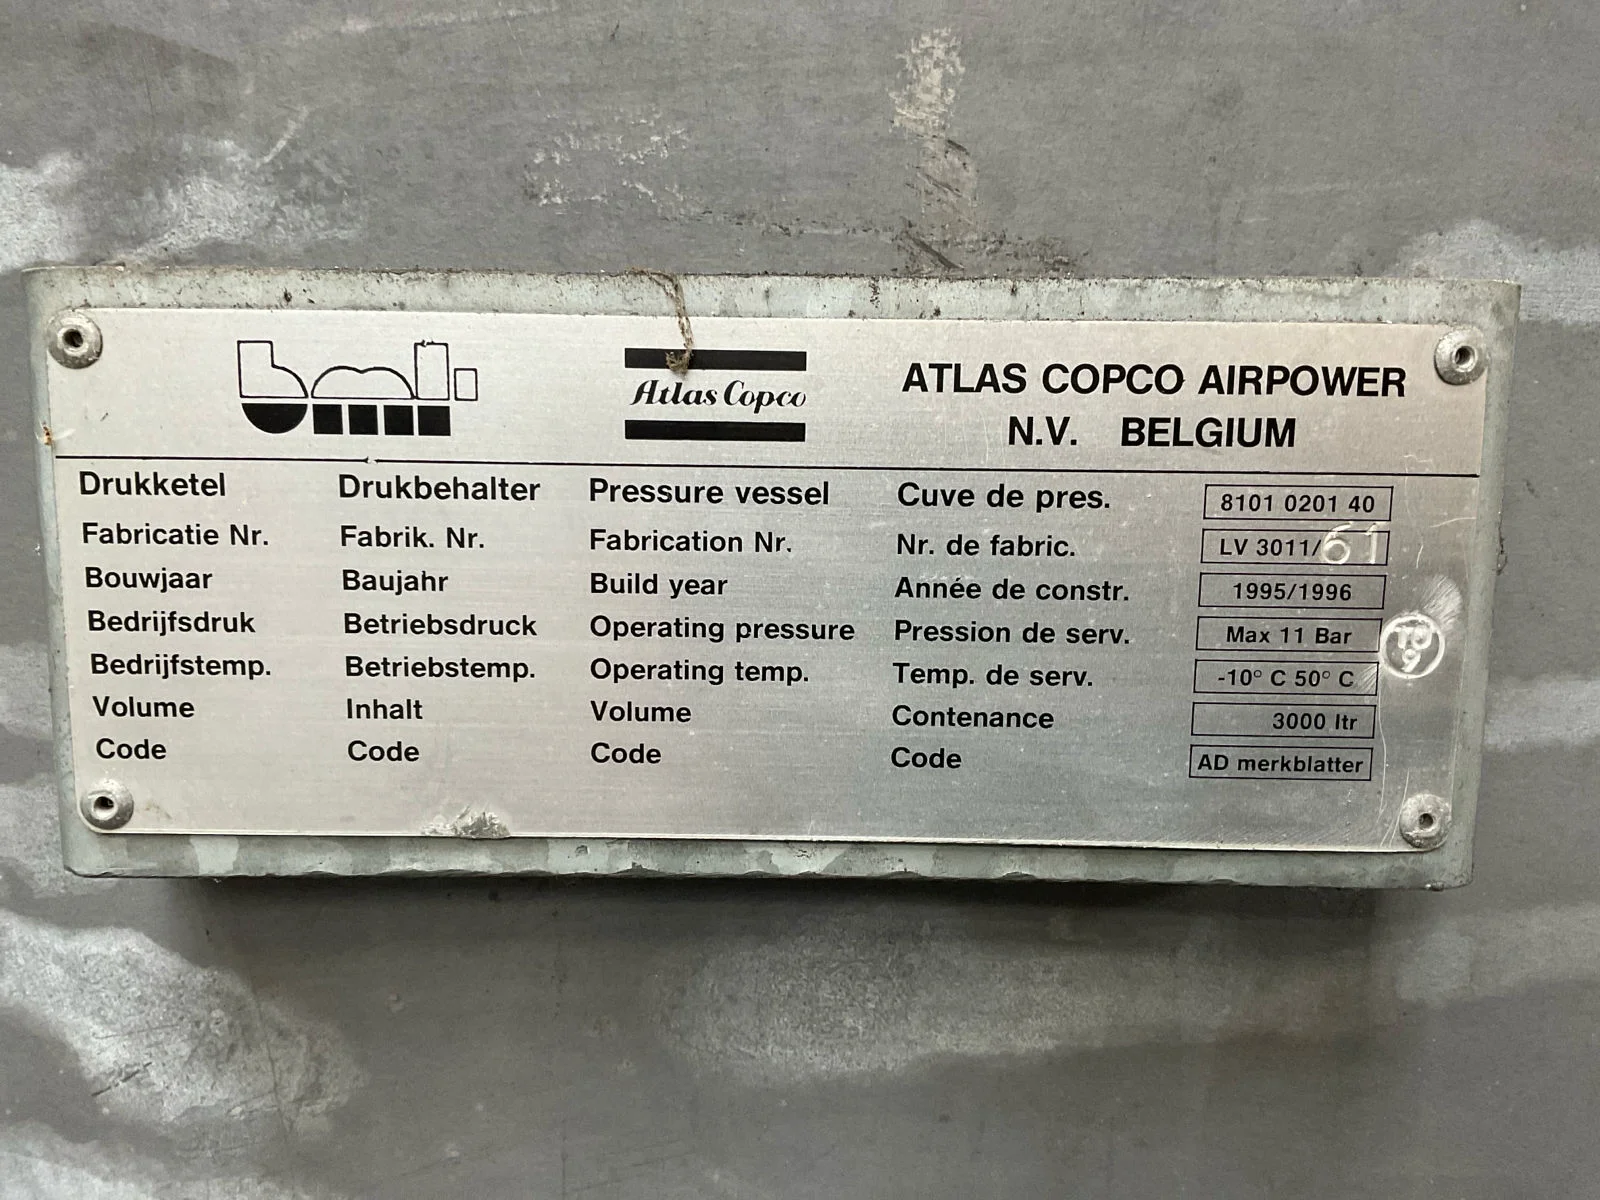 bmdi
Atlas Copco
ATLAS COPCO AIRPOWER
N.V. BELGIUM
Drukketel Drukbehalter Pressure vessel Cuve de pres. 8101 0201 40
Fabricatie Nr. Fabrik. Nr. Fabrication Nr. Nr. de fabric. LV 3011/61
Bouwjaar Baujahr Build year Année de constr. 1995/1996
Bedrijfsdruk Betriebsdruck Operating pressure Pression de serv. Max 11 Bar
Bedrijfstemp. Betriebstemp. Operating temp. Temp. de serv. -10° C 50° C
Volume Inhalt Volume Contenance 3000 ltr
Code Code Code Code AD merkblatter